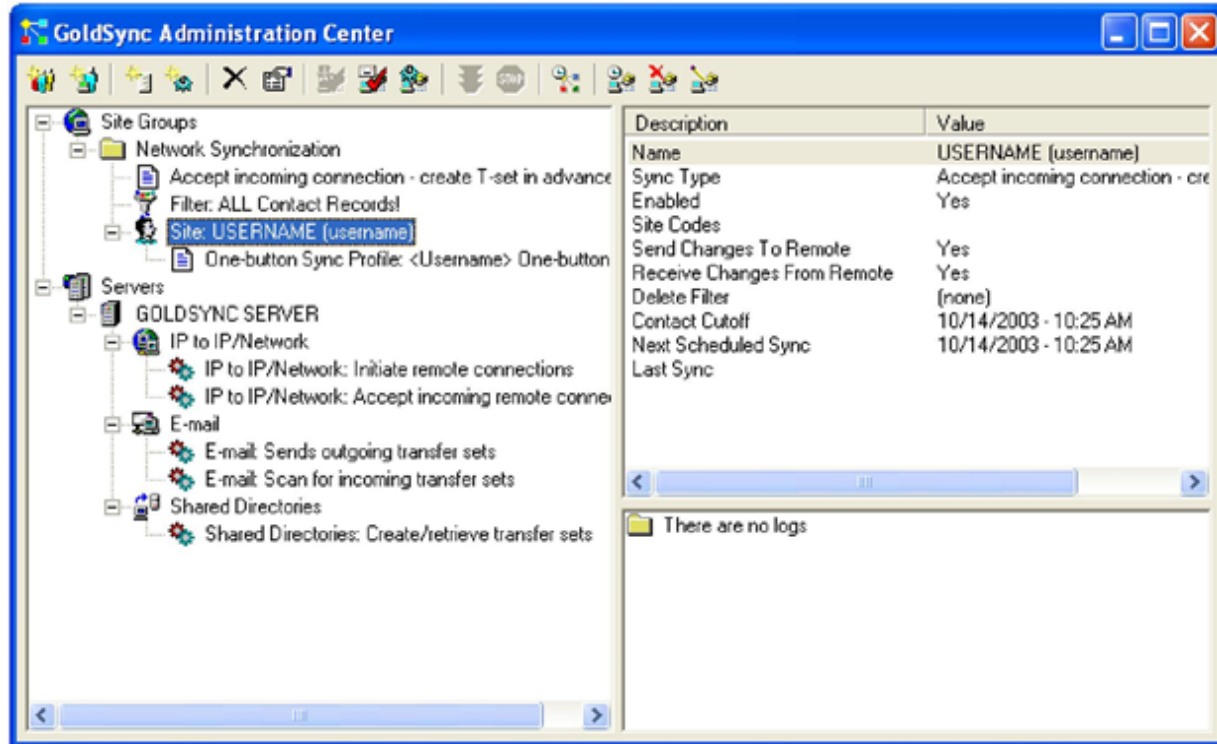 GoldSync Administration Center
STOP
Site Groups
Network Synchronization
Accept incoming connection - create T-set in advance
Filter: ALL Contact Records!
Site: USERNAME (username)
One-button Sync Profile: <Username> One-button
Servers
GOLDSYNC SERVER
IP to IP/Network
IP to IP/Network: Initiate remote connections
IP to IP/Network: Accept incoming remote conne
E-mail
E-mail: Sends outgoing transfer sets
E-mail: Scan for incoming transfer sets
Shared Directories
Shared Directories: Create/retrieve transfer sets
Description Value
Name USERNAME (username)
Sync Type Accept incoming connection - cre
Enabled Yes
Site Codes
Send Changes To Remote Yes
Receive Changes From Remote Yes
Delete Filter (none)
Contact Cutoff 10/14/2003 - 10:25 AM
Next Scheduled Sync 10/14/2003 - 10:25 AM
Last Sync
There are no logs